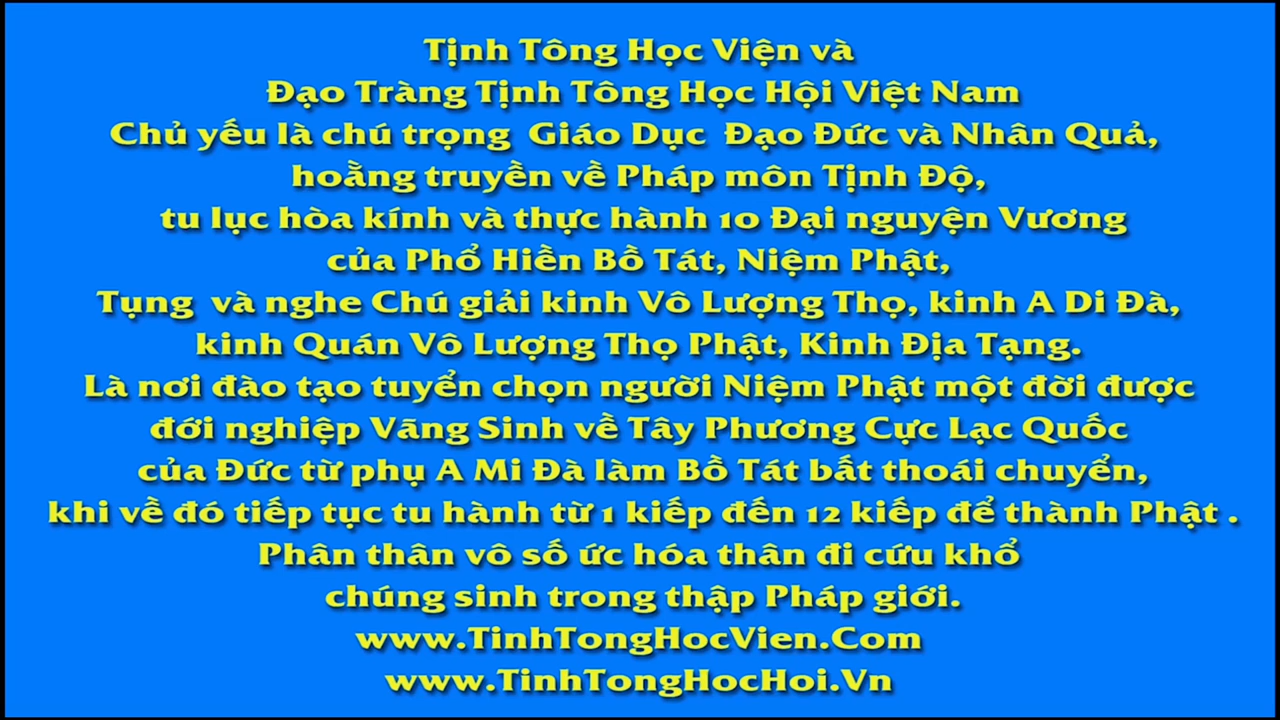 Tịnh Tông Học Viện và
Đạo Tràng Tịnh Tông Học Hội Việt Nam
Chủ yếu là chú trọng Giáo Dục Đạo Đức và Nhân Quả,
hoằng truyền về Pháp môn Tịnh Độ,
tu lục hòa kính và thực hành 10 Đại nguyện Vương
của Phổ Hiền Bồ Tát, Niệm Phật,
Tụng và nghe Chú giải kinh Vô Lượng Thọ, kinh A Di Đà,
kinh Quán Vô Lượng Thọ Phật, Kinh Địa Tạng.
Là nơi đào tạo tuyển chọn người Niệm Phật một đời được
đới nghiệp Vãng Sinh về Tây Phương Cực Lạc Quốc
của Đức từ phụ A Mi Đà làm Bồ Tát bất thoái chuyển,
khi về đó tiếp tục tu hành từ 1 kiếp đến 12 kiếp để thành Phật .
Phân thân vô số ức hóa thân đi cứu khổ
chúng sinh trong thập Pháp giới.
www.TinhTongHocVien.Com
www.TinhTongHocHoi.Vn